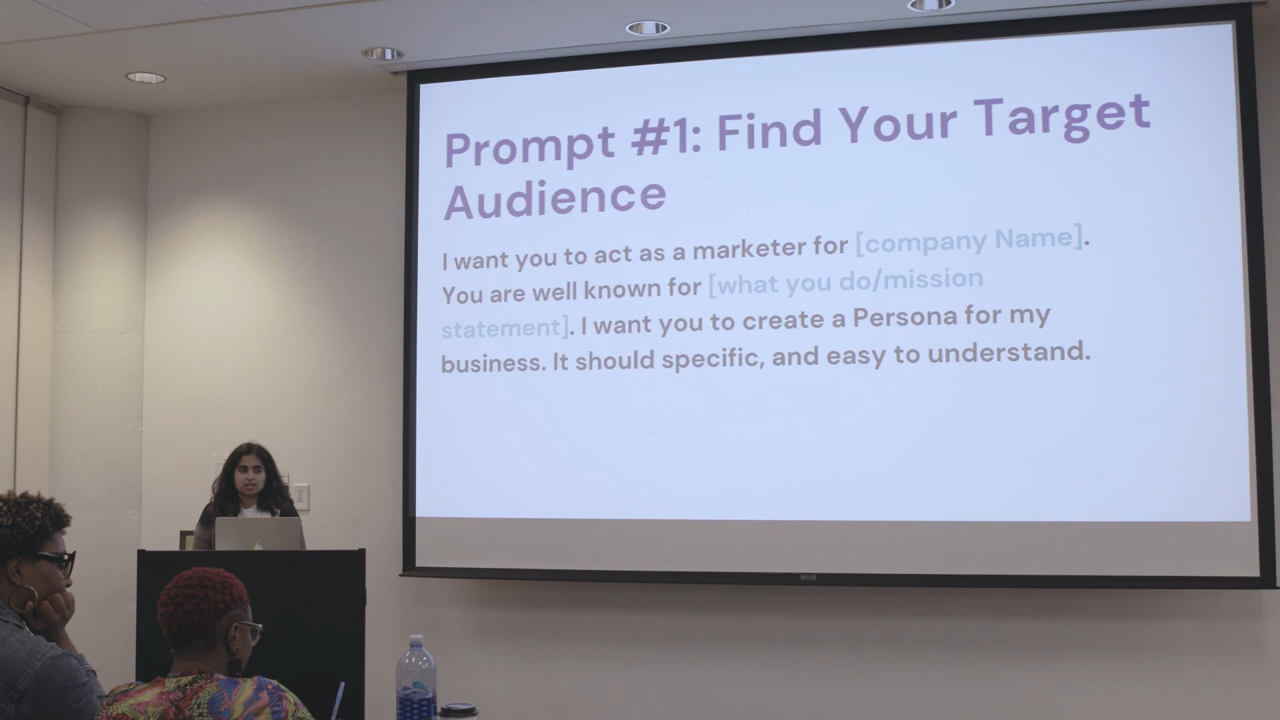 Prompt #1: Find Your Target
Audience
I want you to act as a marketer for [company Name].
You are well known for [what you do/mission
statement]. I want you to create a Persona for my
business. It should specific, and easy to understand.